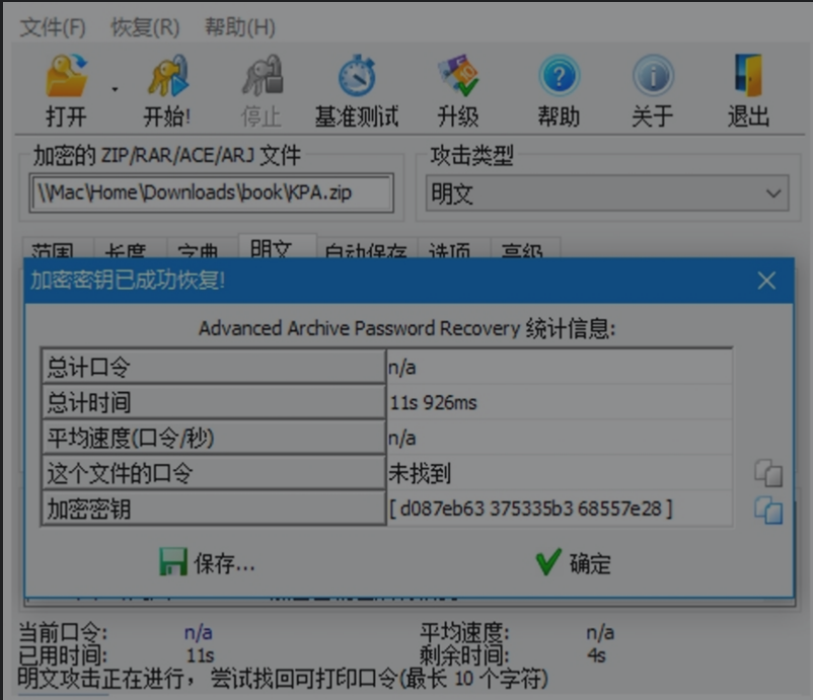 文件(F) 恢复(R) 帮助(H)
打开 开始! 停止 基准测试 升级 帮助 关于 退出
加密的 ZIP/RAR/ACE/ARJ 文件 攻击类型
\\Mac\Home\Downloads\book\KPA.zip 明文
范围 长度 字典 明文 自动保存 选项 高级
加密密钥已成功恢复!
Advanced Archive Password Recovery 统计信息:
总计口令 n/a
总计时间 11s 926ms
平均速度(口令/秒) n/a
这个文件的口令 未找到
加密密钥 [ d087eb63 375335b3 68557e28 ]
保存... 确定
当前口令: n/a 平均速度: n/a
已用时间: 11s 剩余时间: 4s
明文攻击正在进行，尝试找回可打印口令(最长 10 个字符)